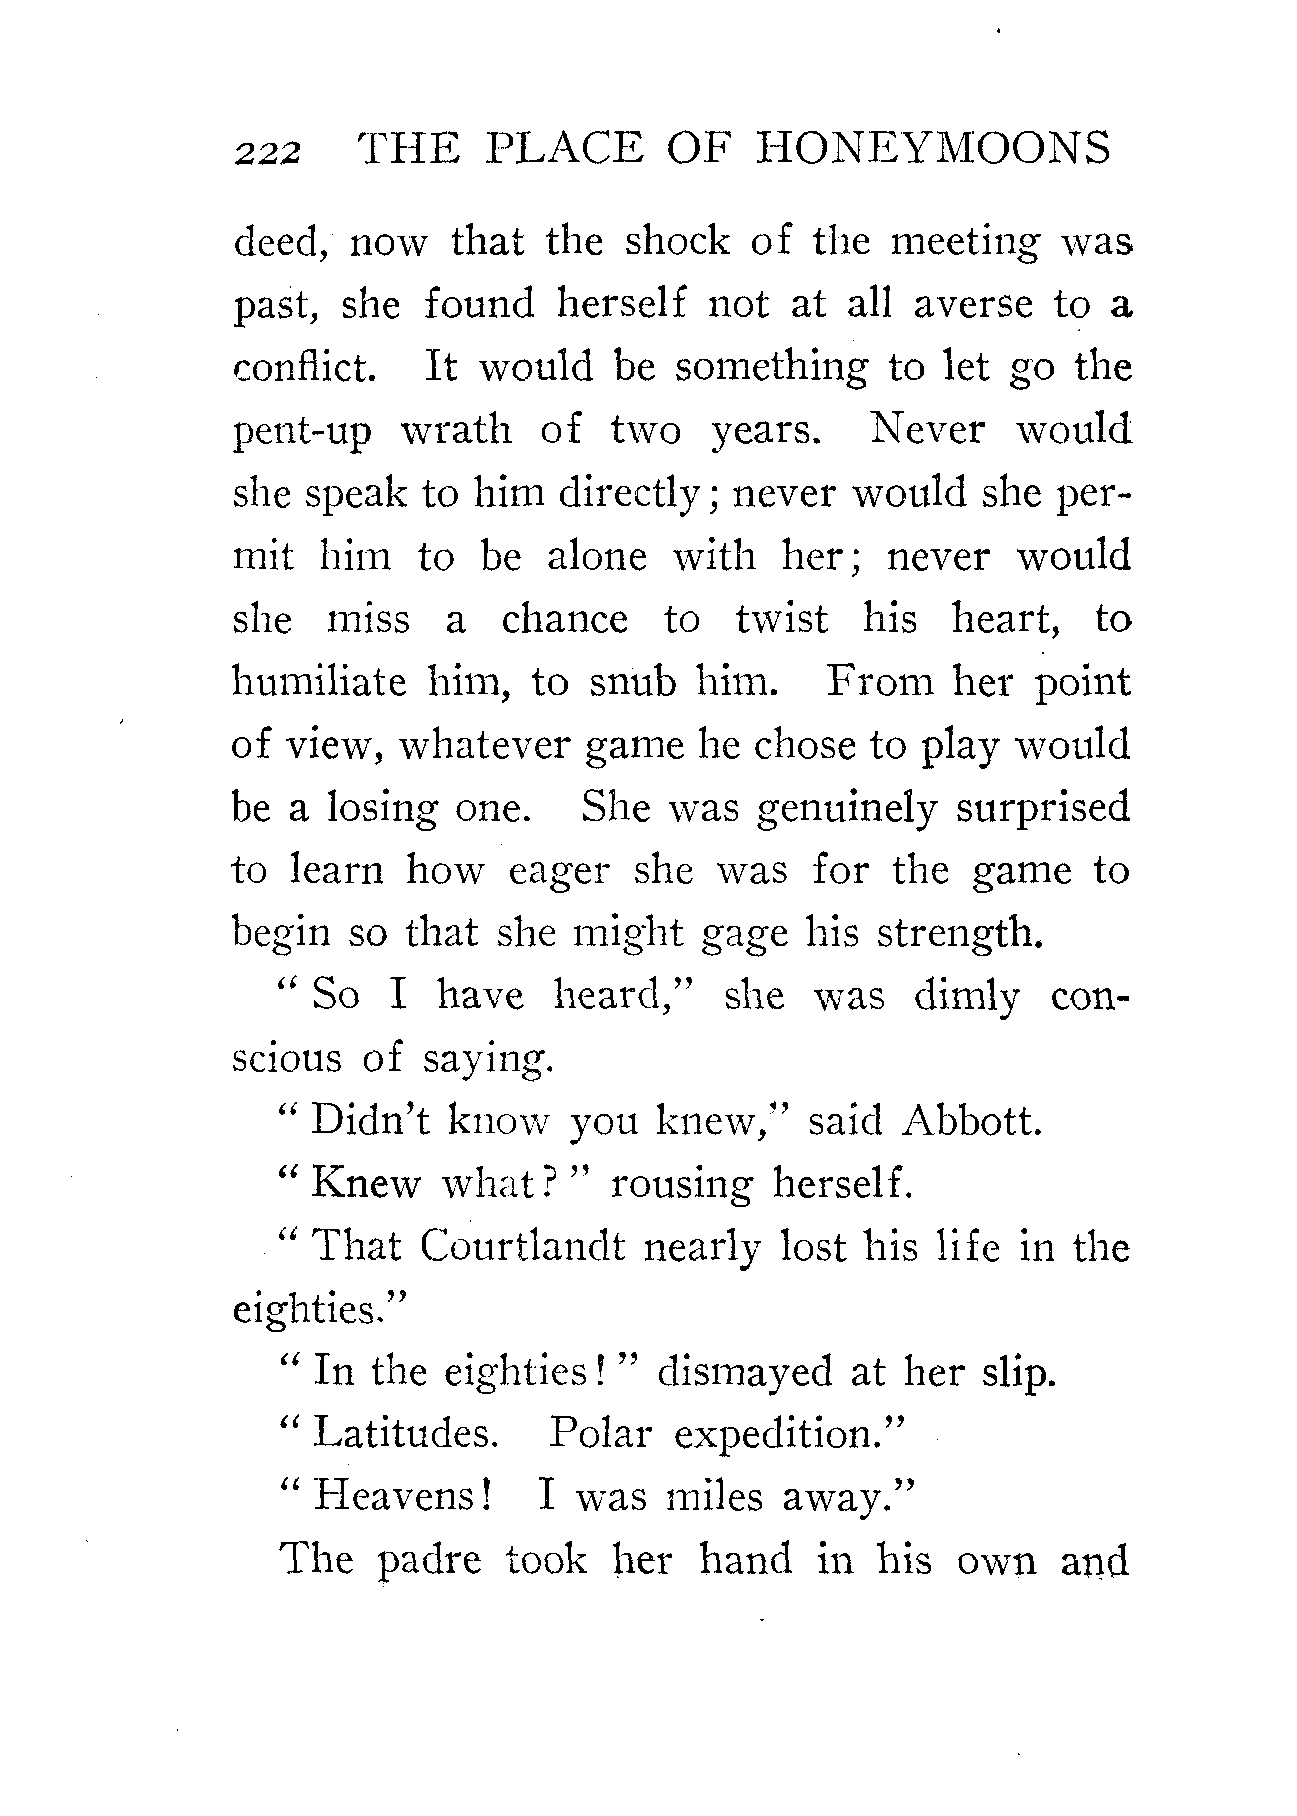 222 THE PLACE OF HONEYMOONS
deed, now that the shock of the meeting was
past, she found herself not at all averse to a
conflict. It would be something to let go the
pent-up wrath of two years. Never would
she speak to him directly; never would she per-
mit him to be alone with her; never would
she miss a chance to twist his heart, to
humiliate him, to snub him. From her point
of view, whatever game he chose to play would
be a losing one. She was genuinely surprised
to learn how eager she was for the game to
begin so that she might gage his strength.
“ So I have heard,” she was dimly con-
scious of saying.
“ Didn’t know you knew,” said Abbott.
“ Knew what? ” rousing herself.
“ That Courtlandt nearly lost his life in the
eighties.”
“ In the eighties! ” dismayed at her slip.
“ Latitudes. Polar expedition.”
“ Heavens! I was miles away.”
The padre took her hand in his own and